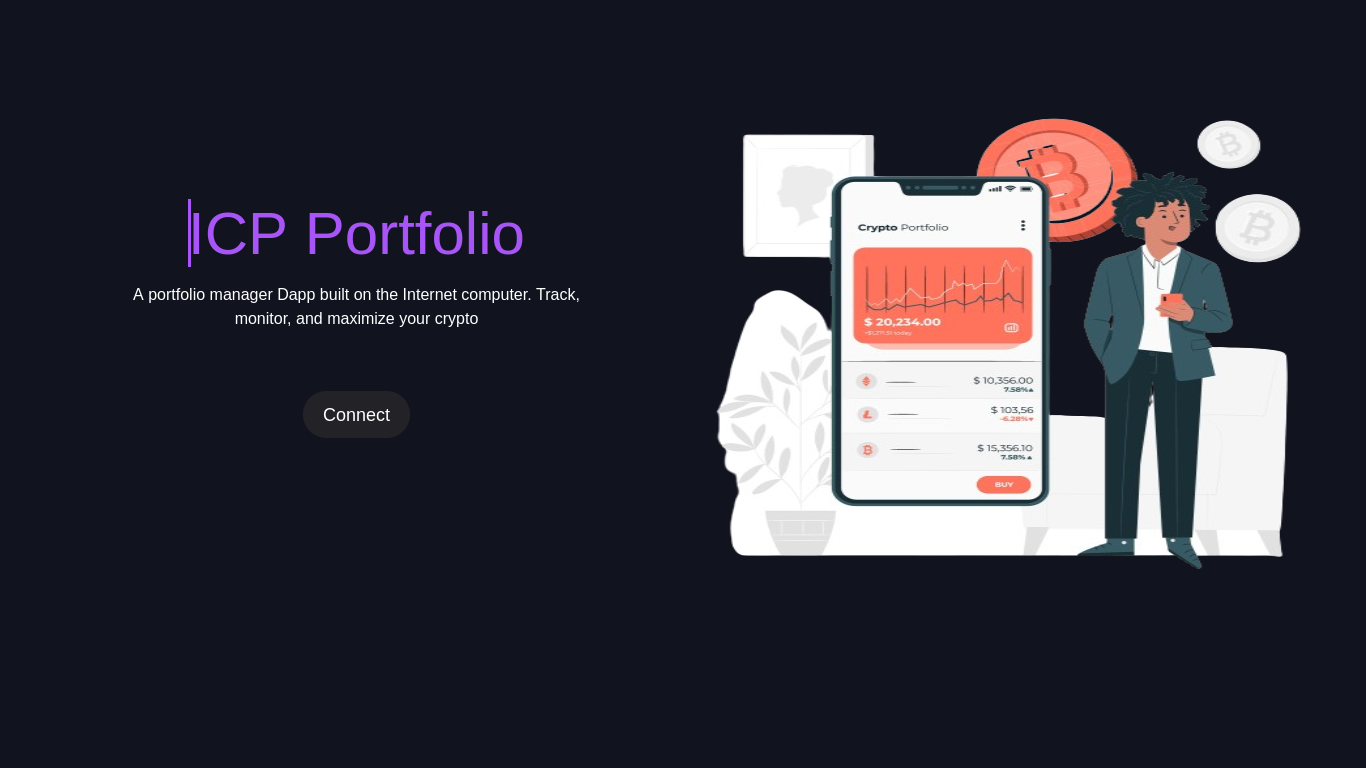 ICP Portfolio
A portfolio manager Dapp built on the Internet computer. Track,
monitor, and maximize your crypto
Connect
Crypto Portfolio
$ 20,234.00
$ 10,356.00
7.58%▲
$ 103,56
-6.28%▼
$ 15,356.10
7.58% ▲
BUY